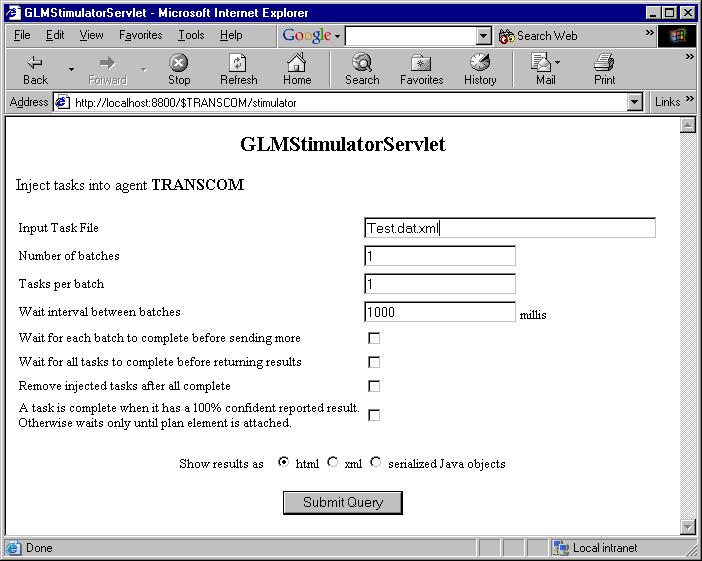 GLMStimulatorServlet - Microsoft Internet Explorer
File Edit View Favorites Tools Help Google Search Web »
Back Forward Stop Refresh Home Search Favorites History Mail Print »
Address http://localhost:8800/$TRANSCOM/stimulator Links »
GLMStimulatorServlet
Inject tasks into agent TRANSCOM
Input Task File Test.dat.xml
Number of batches 1
Tasks per batch 1
Wait interval between batches 1000 millis
Wait for each batch to complete before sending more
Wait for all tasks to complete before returning results
Remove injected tasks after all complete
A task is complete when it has a 100% confident reported result.
Otherwise waits only until plan element is attached.
Show results as html xml serialized Java objects
Submit Query
Done Local intranet